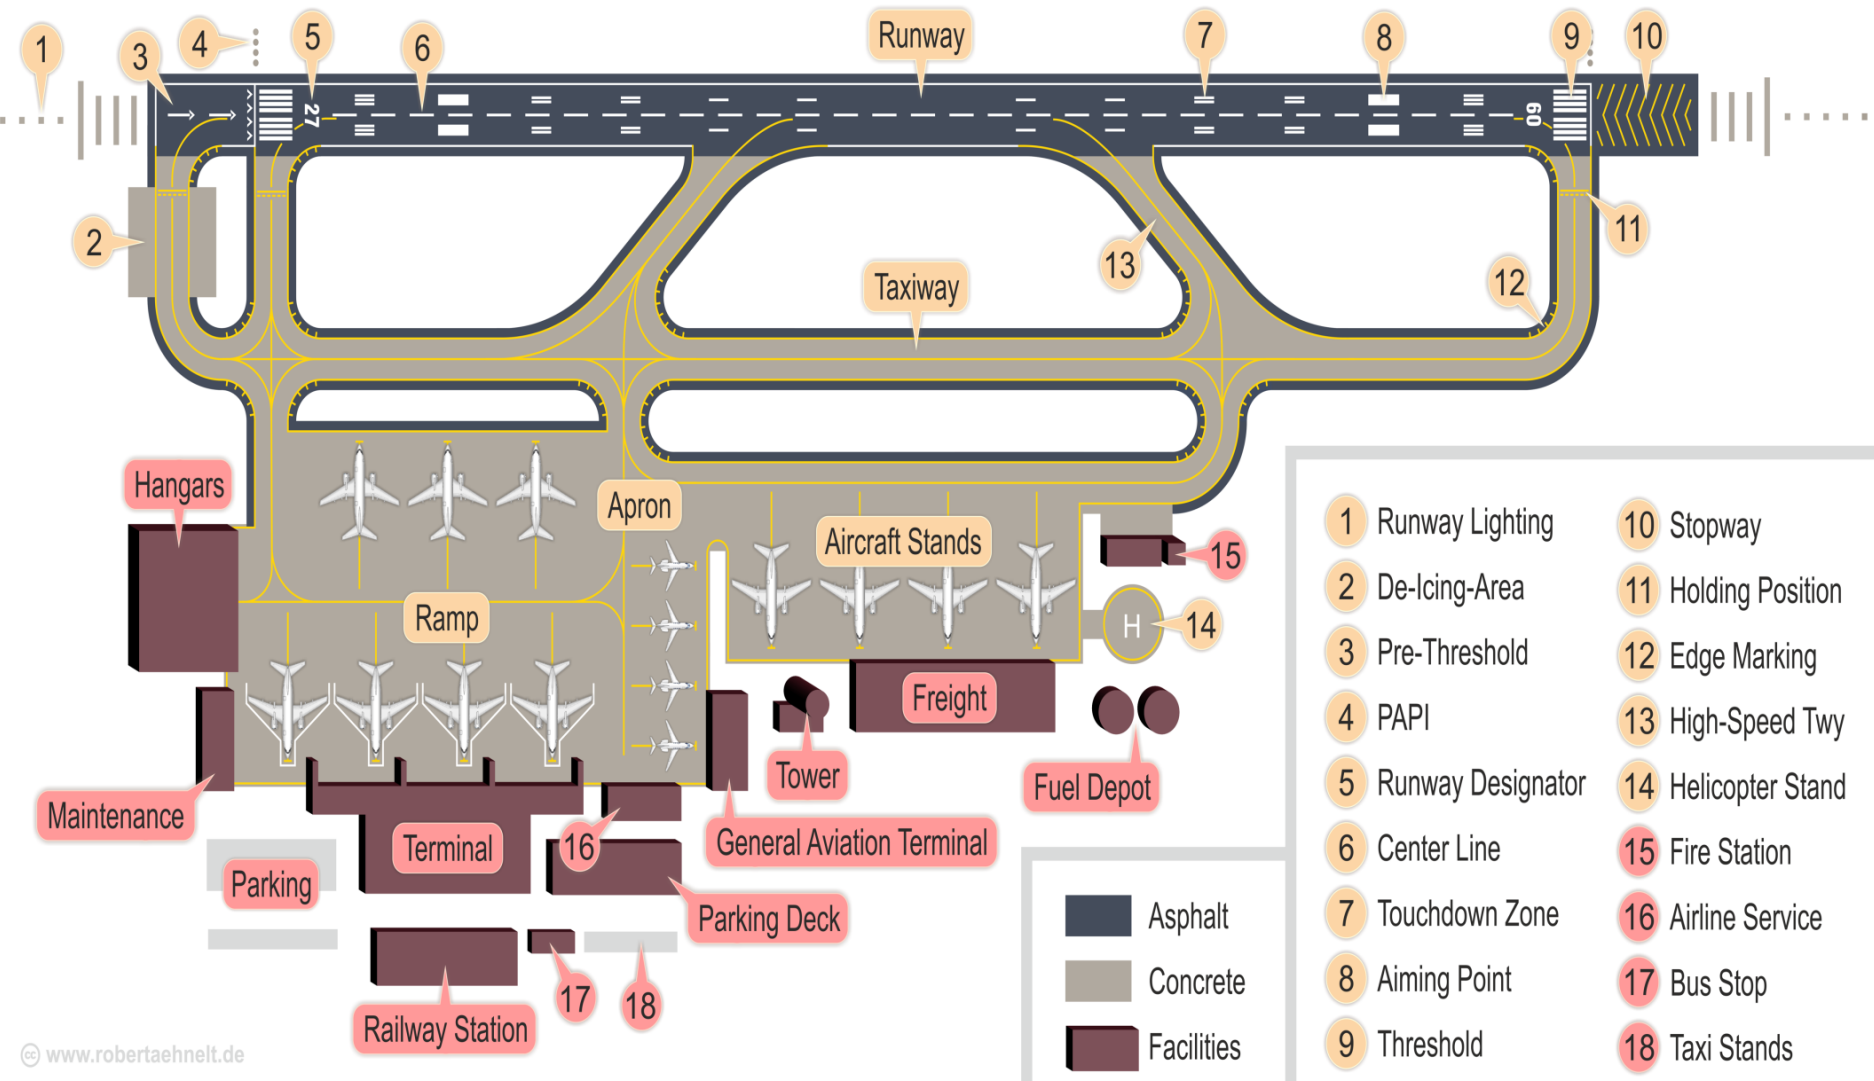 1
3
4
5
6
Runway
7
8
9
10
27
09
2
11
13
12
Taxiway
Hangars
Apron
Aircraft Stands
15
Ramp
H
14
Freight
Maintenance
Tower
Fuel Depot
Terminal
16
General Aviation Terminal
Parking
Parking Deck
Railway Station
17
18
Asphalt
Concrete
Facilities
1 Runway Lighting
2 De-Icing-Area
3 Pre-Threshold
4 PAPI
5 Runway Designator
6 Center Line
7 Touchdown Zone
8 Aiming Point
9 Threshold
10 Stopway
11 Holding Position
12 Edge Marking
13 High-Speed Twy
14 Helicopter Stand
15 Fire Station
16 Airline Service
17 Bus Stop
18 Taxi Stands
cc www.robertaehnelt.de